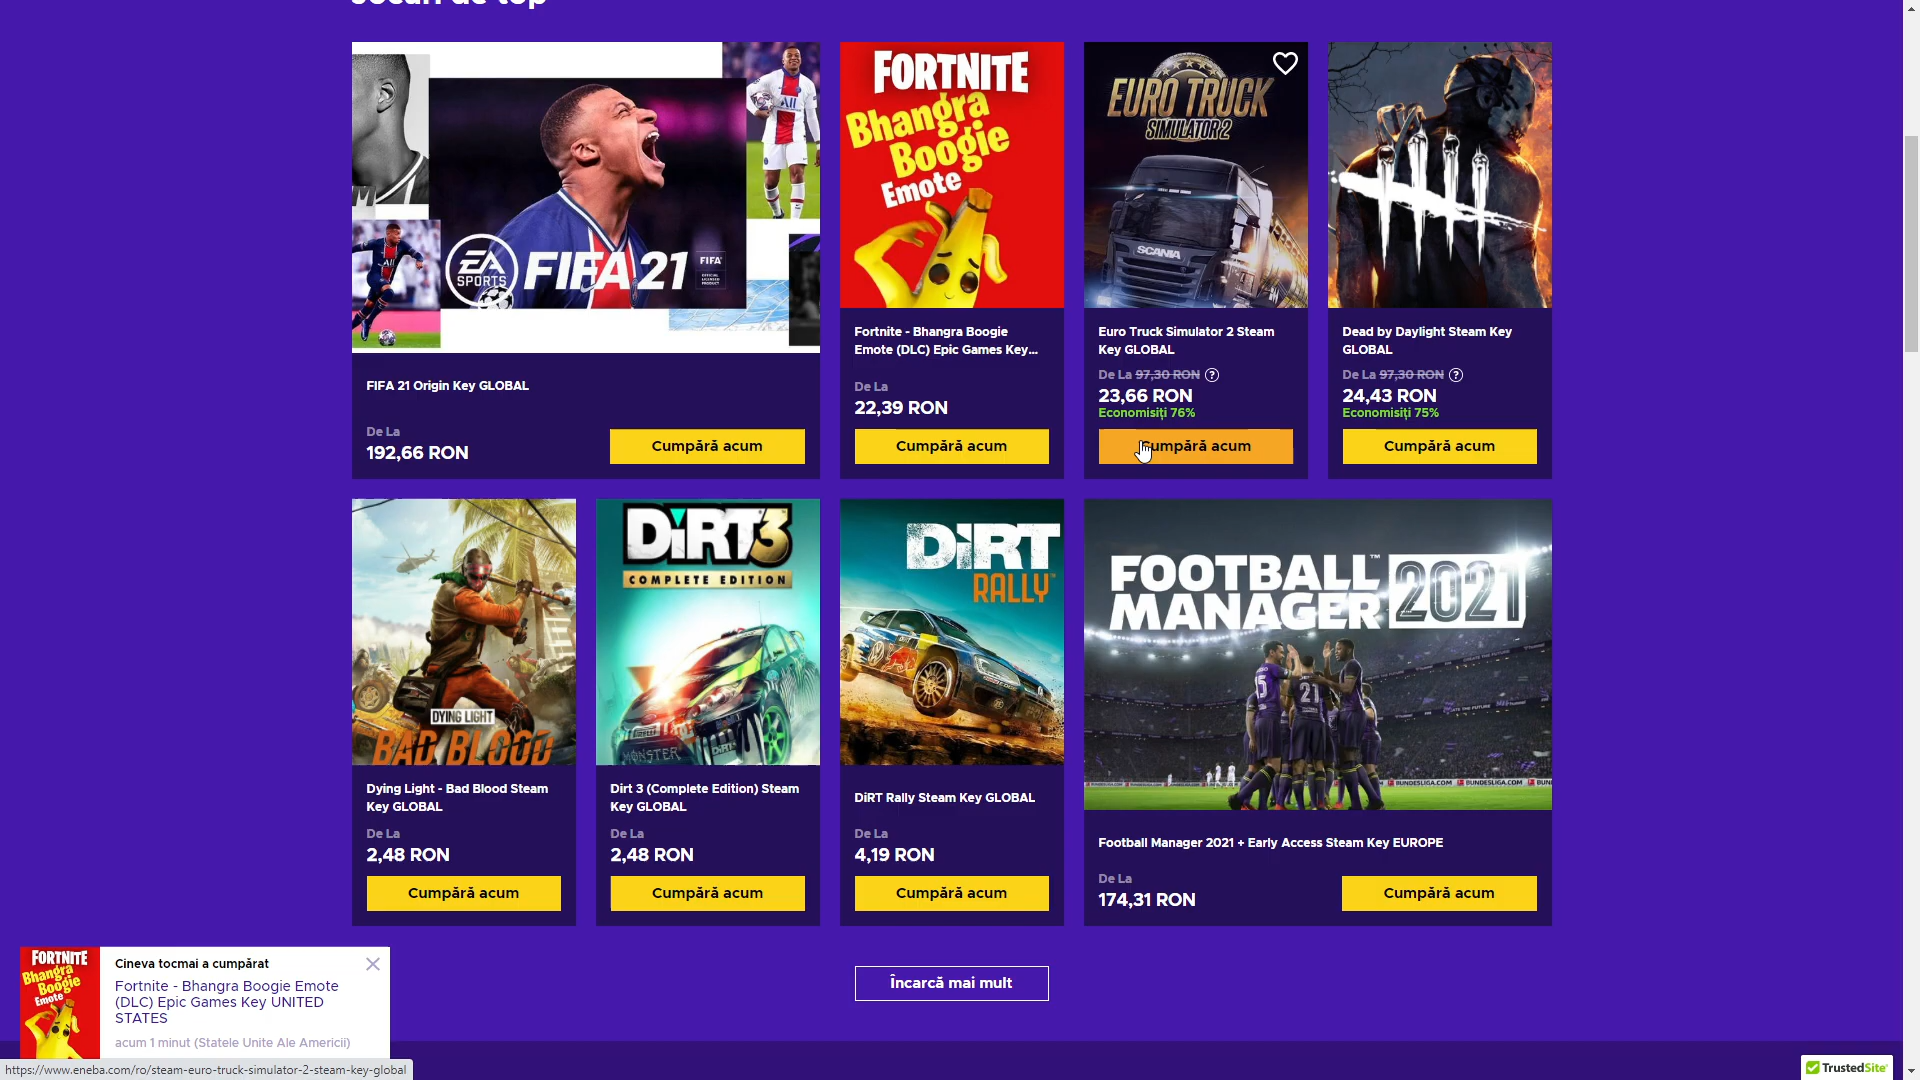 Jocuri de top
EA
SPORTS
FIFA 21
FIFA
FORTNITE
Bhangra
Boogie
Emote
EURO TRUCK
SIMULATOR 2
SCANIA
FIFA 21 Origin Key GLOBAL
De La
192,66 RON
Cumpără acum
Fortnite - Bhangra Boogie
Emote (DLC) Epic Games Key...
De La
22,39 RON
Cumpără acum
Euro Truck Simulator 2 Steam
Key GLOBAL
De La 97,30 RON ?
23,66 RON
Economisiți 76%
Cumpără acum
Dead by Daylight Steam Key
GLOBAL
De La 97,30 RON ?
24,43 RON
Economisiți 75%
Cumpără acum
DYING LIGHT
BAD BLOOD
DiRT3
COMPLETE EDITION
MONSTER
DiRT
RALLY
FOOTBALL
MANAGER 2021
15
21
Dying Light - Bad Blood Steam
Key GLOBAL
De La
2,48 RON
Cumpără acum
Dirt 3 (Complete Edition) Steam
Key GLOBAL
De La
2,48 RON
Cumpără acum
DiRT Rally Steam Key GLOBAL
De La
4,19 RON
Cumpără acum
Football Manager 2021 + Early Access Steam Key EUROPE
De La
174,31 RON
Cumpără acum
Încarcă mai mult
FORTNITE
Bhangra
Boogie
Emote
Cineva tocmai a cumpărat
Fortnite - Bhangra Boogie Emote
(DLC) Epic Games Key UNITED
STATES
acum 1 minut (Statele Unite Ale Americii)
https://www.eneba.com/ro/steam-euro-truck-simulator-2-steam-key-global
TrustedSite